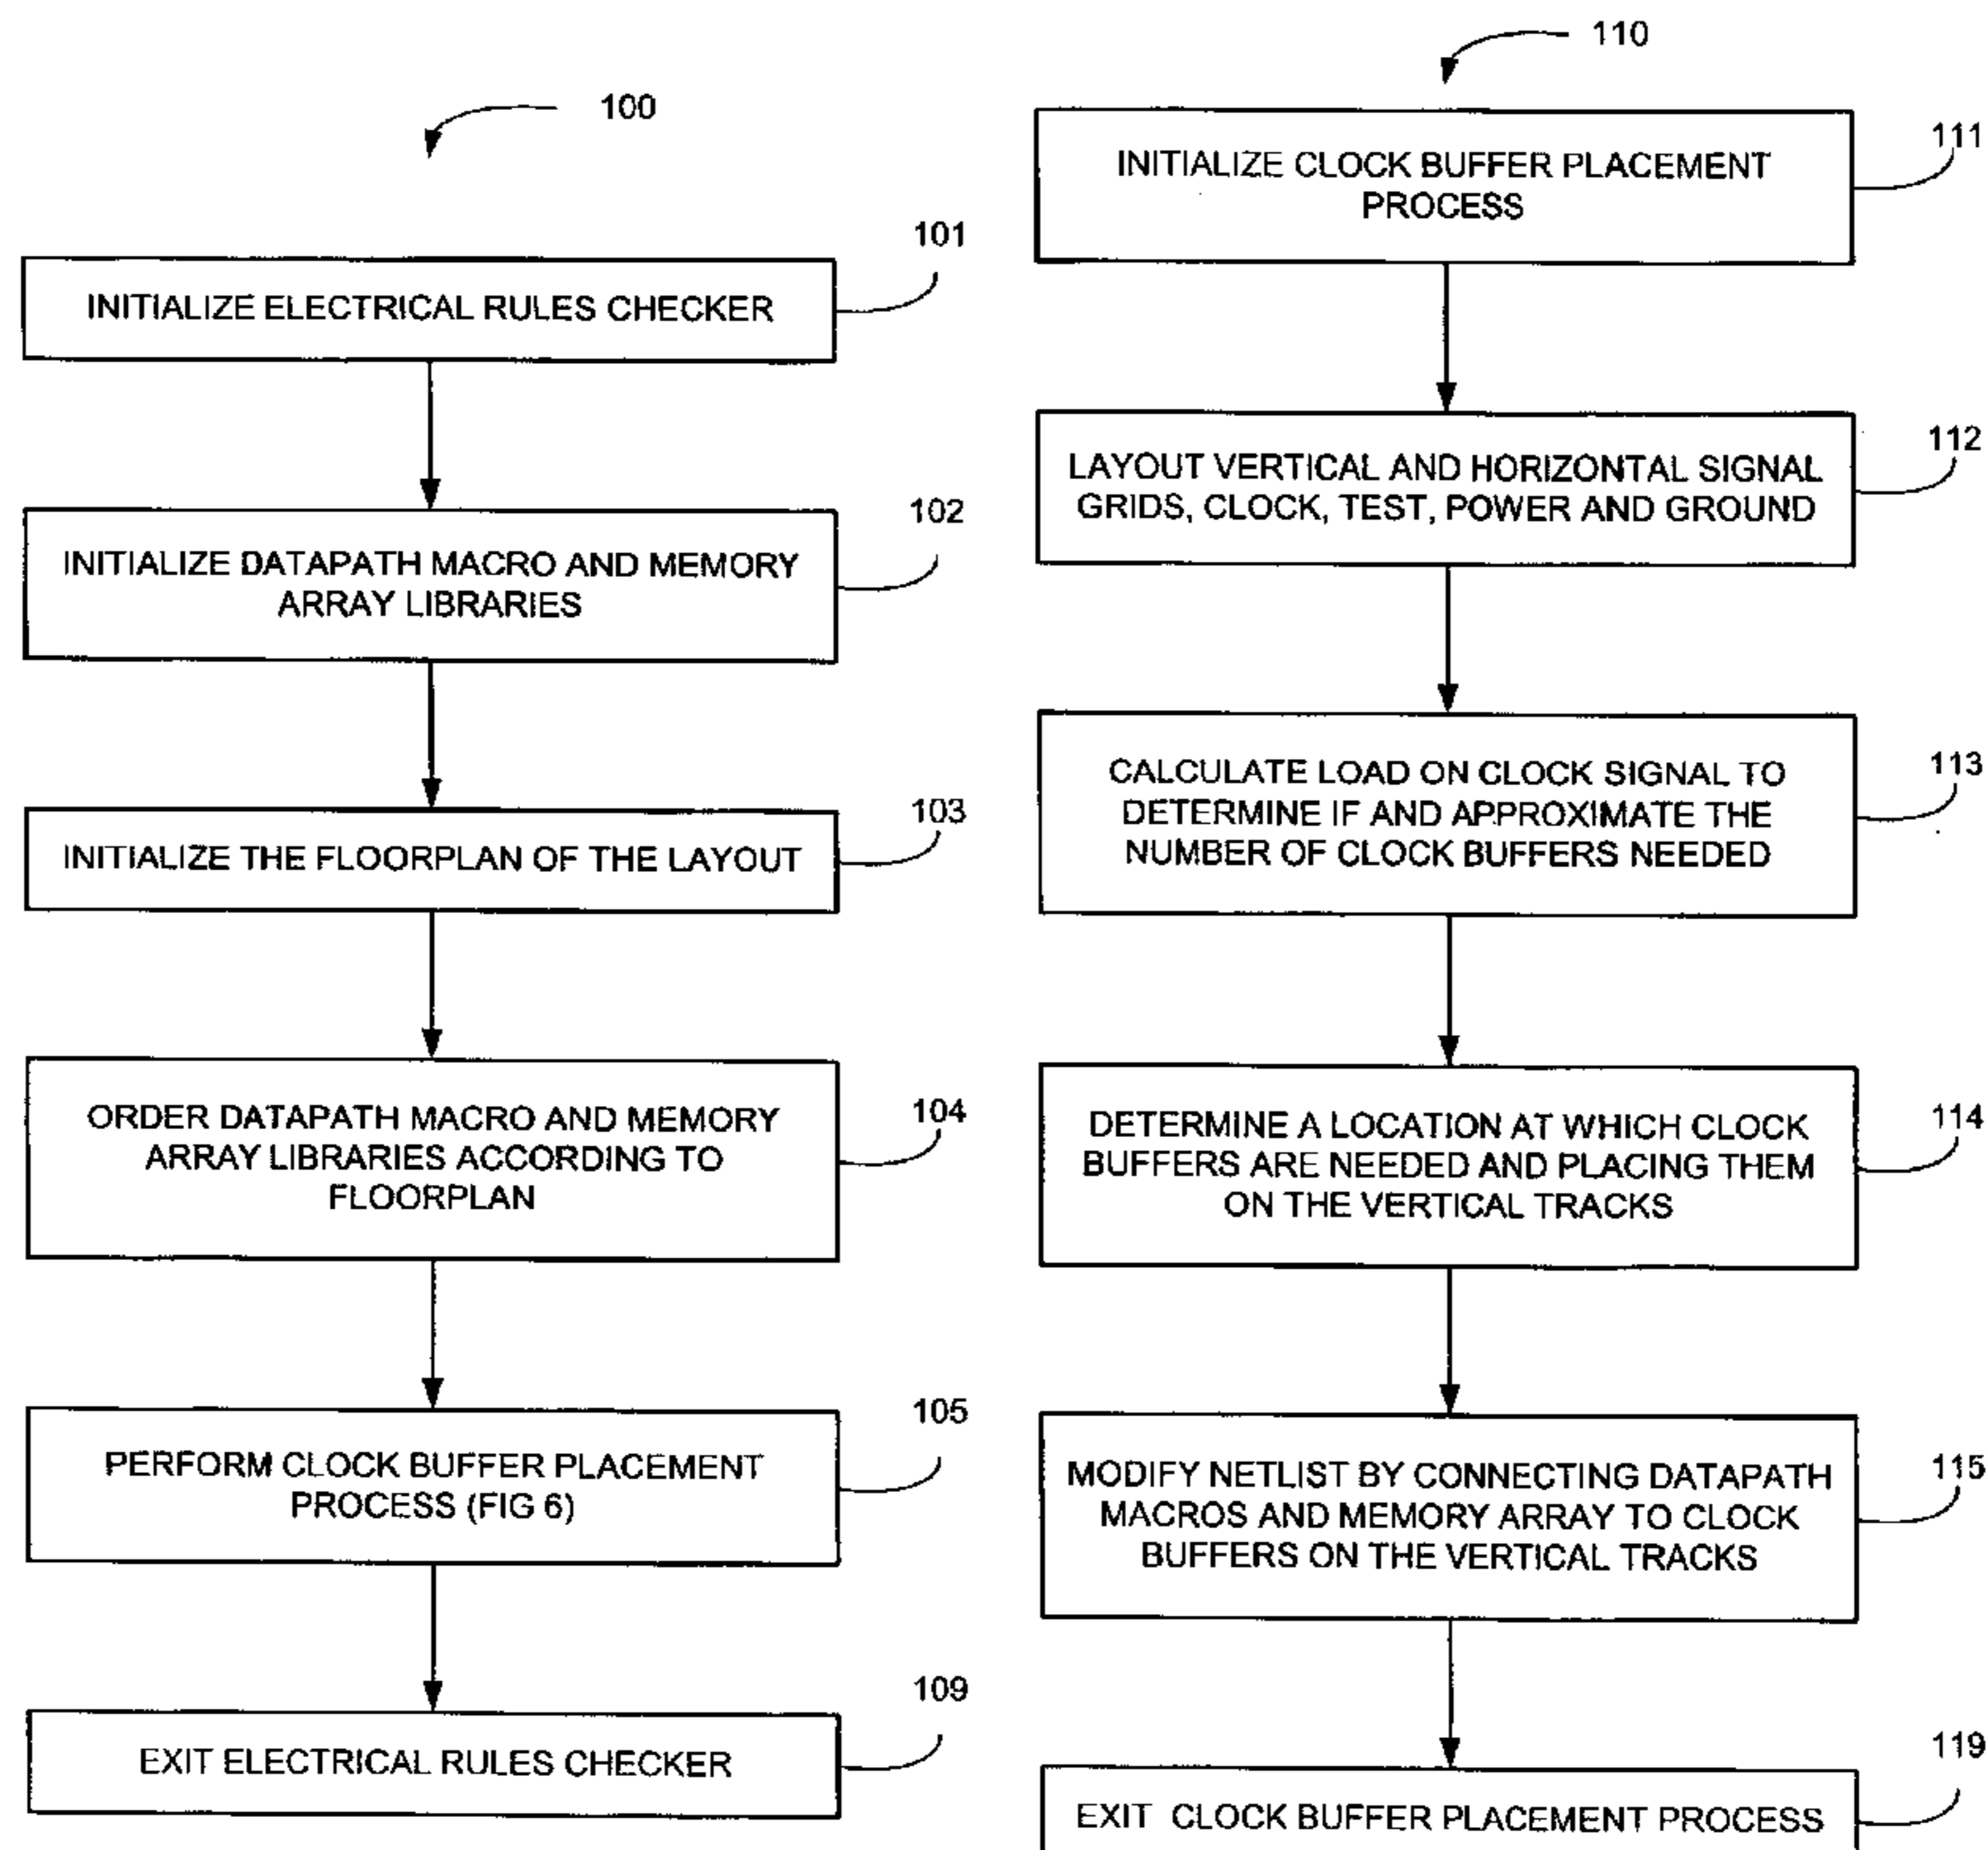 100
101
INITIALIZE ELECTRICAL RULES CHECKER
102
INITIALIZE DATAPATH MACRO AND MEMORY
ARRAY LIBRARIES
103
INITIALIZE THE FLOORPLAN OF THE LAYOUT
104
ORDER DATAPATH MACRO AND MEMORY
ARRAY LIBRARIES ACCORDING TO
FLOORPLAN
105
PERFORM CLOCK BUFFER PLACEMENT
PROCESS (FIG 6)
109
EXIT ELECTRICAL RULES CHECKER
110
111
INITIALIZE CLOCK BUFFER PLACEMENT
PROCESS
112
LAYOUT VERTICAL AND HORIZONTAL SIGNAL
GRIDS, CLOCK, TEST, POWER AND GROUND
113
CALCULATE LOAD ON CLOCK SIGNAL TO
DETERMINE IF AND APPROXIMATE THE
NUMBER OF CLOCK BUFFERS NEEDED
114
DETERMINE A LOCATION AT WHICH CLOCK
BUFFERS ARE NEEDED AND PLACING THEM
ON THE VERTICAL TRACKS
115
MODIFY NETLIST BY CONNECTING DATAPATH
MACROS AND MEMORY ARRAY TO CLOCK
BUFFERS ON THE VERTICAL TRACKS
119
EXIT CLOCK BUFFER PLACEMENT PROCESS